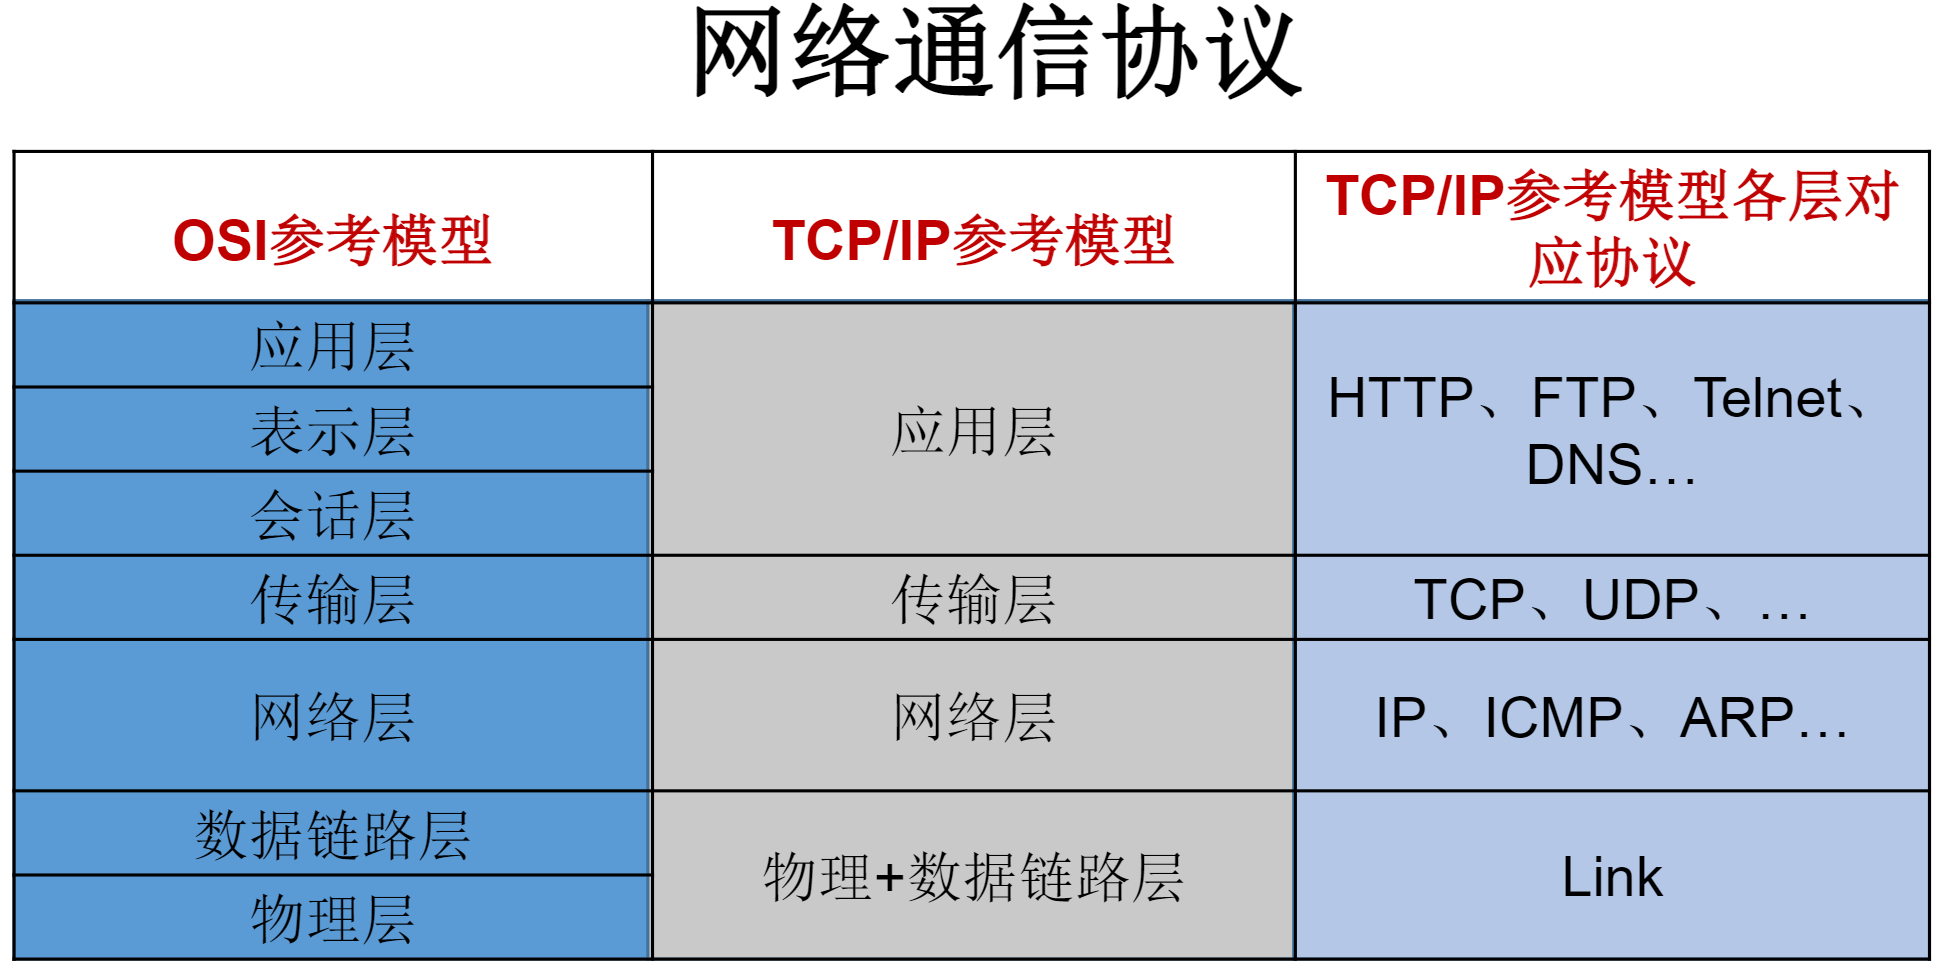 网络通信协议
OSI参考模型
TCP/IP参考模型
TCP/IP参考模型各层对
应协议
应用层
表示层
会话层
应用层
HTTP、FTP、Telnet、
DNS…
传输层
传输层
TCP、UDP、…
网络层
网络层
IP、ICMP、ARP…
数据链路层
物理层
物理+数据链路层
Link